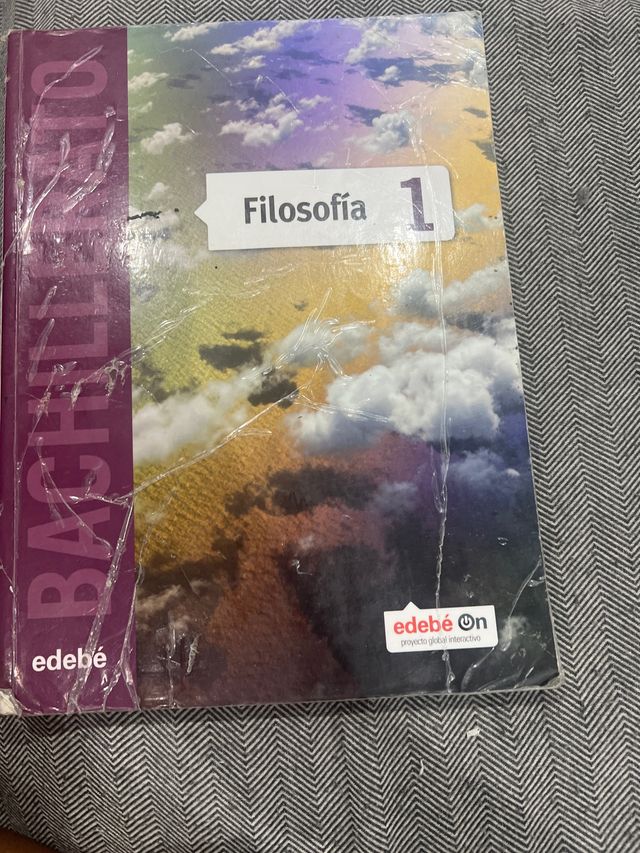 BACHILLERATO
Filosofía 1
edebé On
proyecto global interactivo
edebé